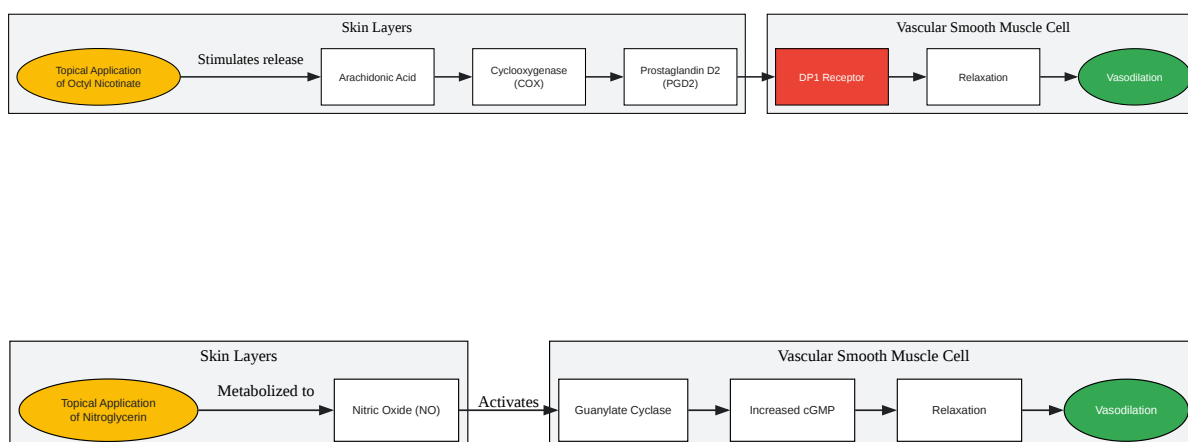 Skin Layers
Vascular Smooth Muscle Cell
Topical Application
of Octyl Nicotinate
Stimulates release
Arachidonic Acid
Cyclooxygenase
(COX)
Prostaglandin D2
(PGD2)
DP1 Receptor
Relaxation
Vasodilation
Skin Layers
Vascular Smooth Muscle Cell
Topical Application
of Nitroglycerin
Metabolized to
Nitric Oxide (NO)
Activates
Guanylate Cyclase
Increased cGMP
Relaxation
Vasodilation